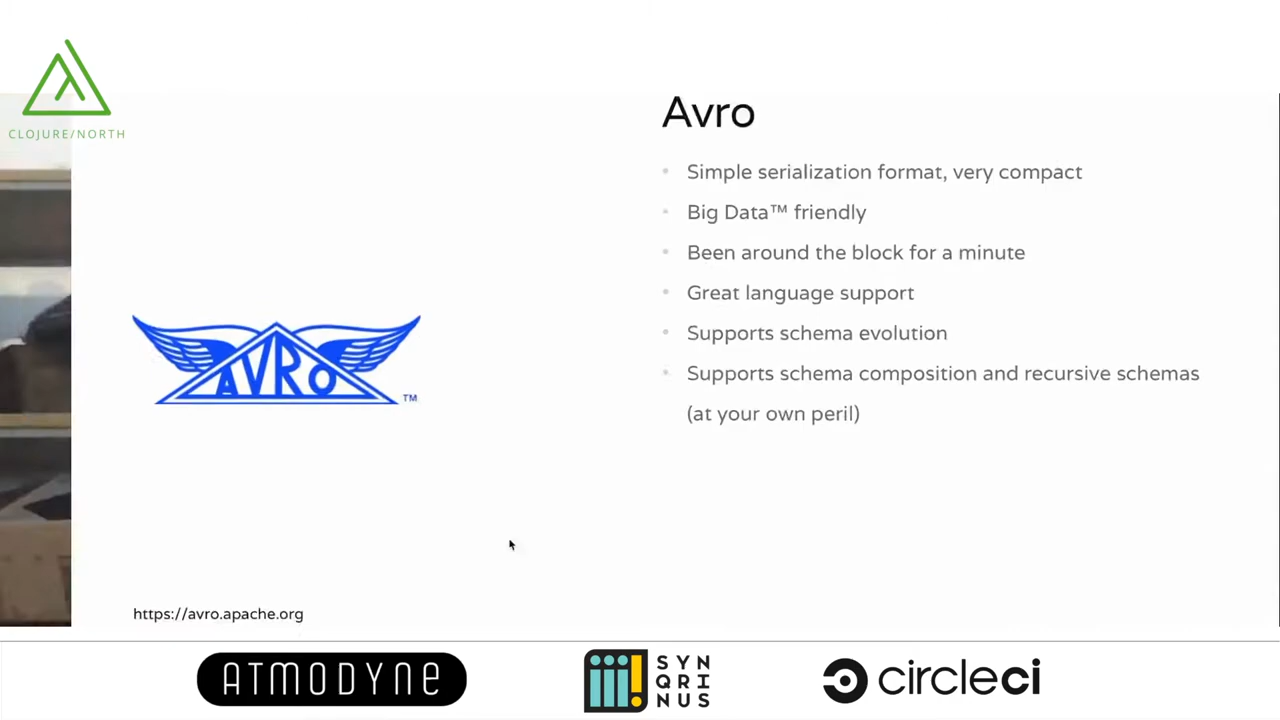 CLOJURE/NORTH
Avro
• Simple serialization format, very compact
• Big Data™ friendly
• Been around the block for a minute
• Great language support
• Supports schema evolution
• Supports schema composition and recursive schemas
(at your own peril)
AVRO ™
https://avro.apache.org
ATMODYNE
SYN
QRI
NUS
circleci